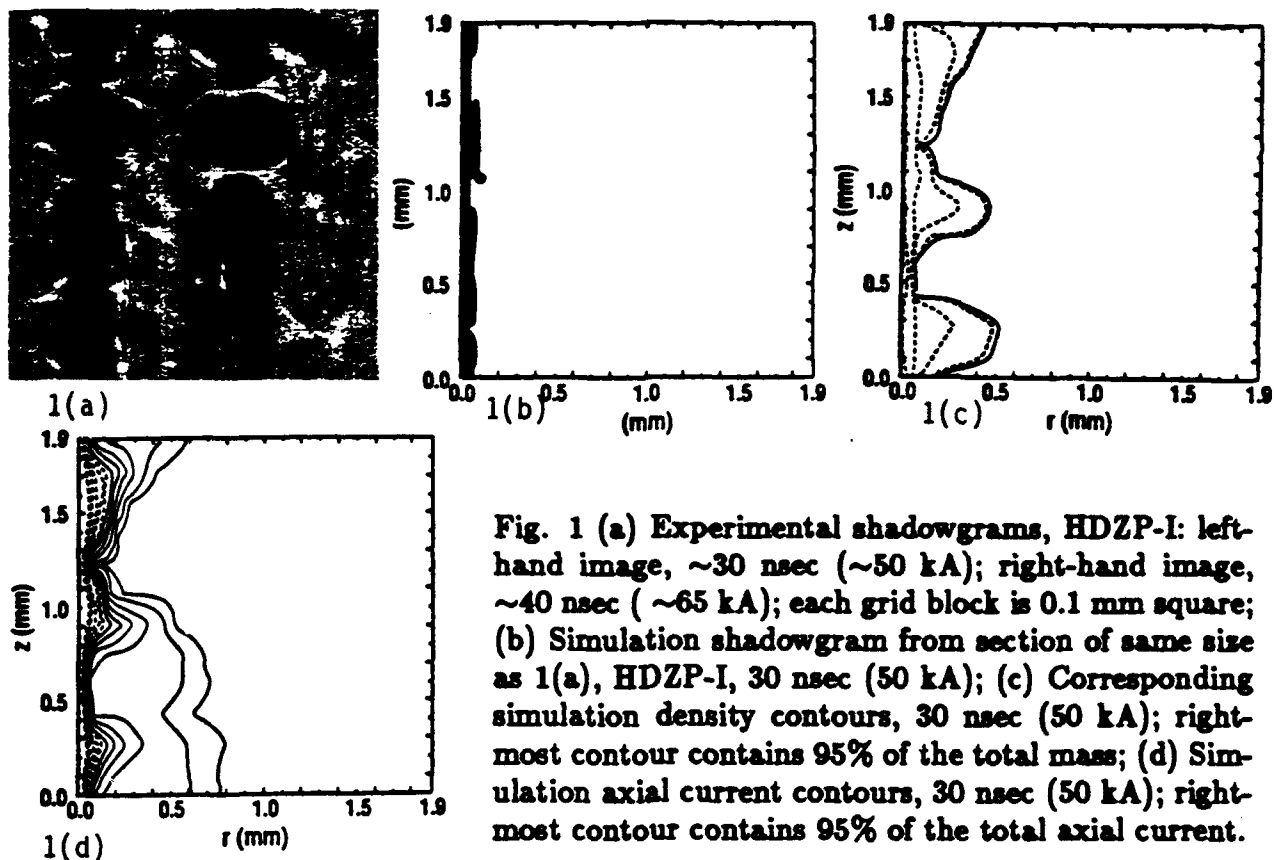 1.9
1.5
1.0
0.5
0.0
(mm)
0.0
0.5
1.0
1.5
1.9
(mm)
1.9
1.5
1.0
0.5
0.0
z (mm)
0.0
0.5
1.0
1.5
1.9
r (mm)
1(a)
1(b)
1(c)
1.9
1.5
1.0
0.5
0.0
z (mm)
0.0
0.5
1.0
1.5
1.9
r (mm)
1(d)
Fig. 1 (a) Experimental shadowgrams, HDZP-I: left-
hand image, ~30 nsec (~50 kA); right-hand image,
~40 nsec ( ~65 kA); each grid block is 0.1 mm square;
(b) Simulation shadowgram from section of same size
as 1(a), HDZP-I, 30 nsec (50 kA); (c) Corresponding
simulation density contours, 30 nsec (50 kA); right-
most contour contains 95% of the total mass; (d) Sim-
ulation axial current contours, 30 nsec (50 kA); right-
most contour contains 95% of the total axial current.